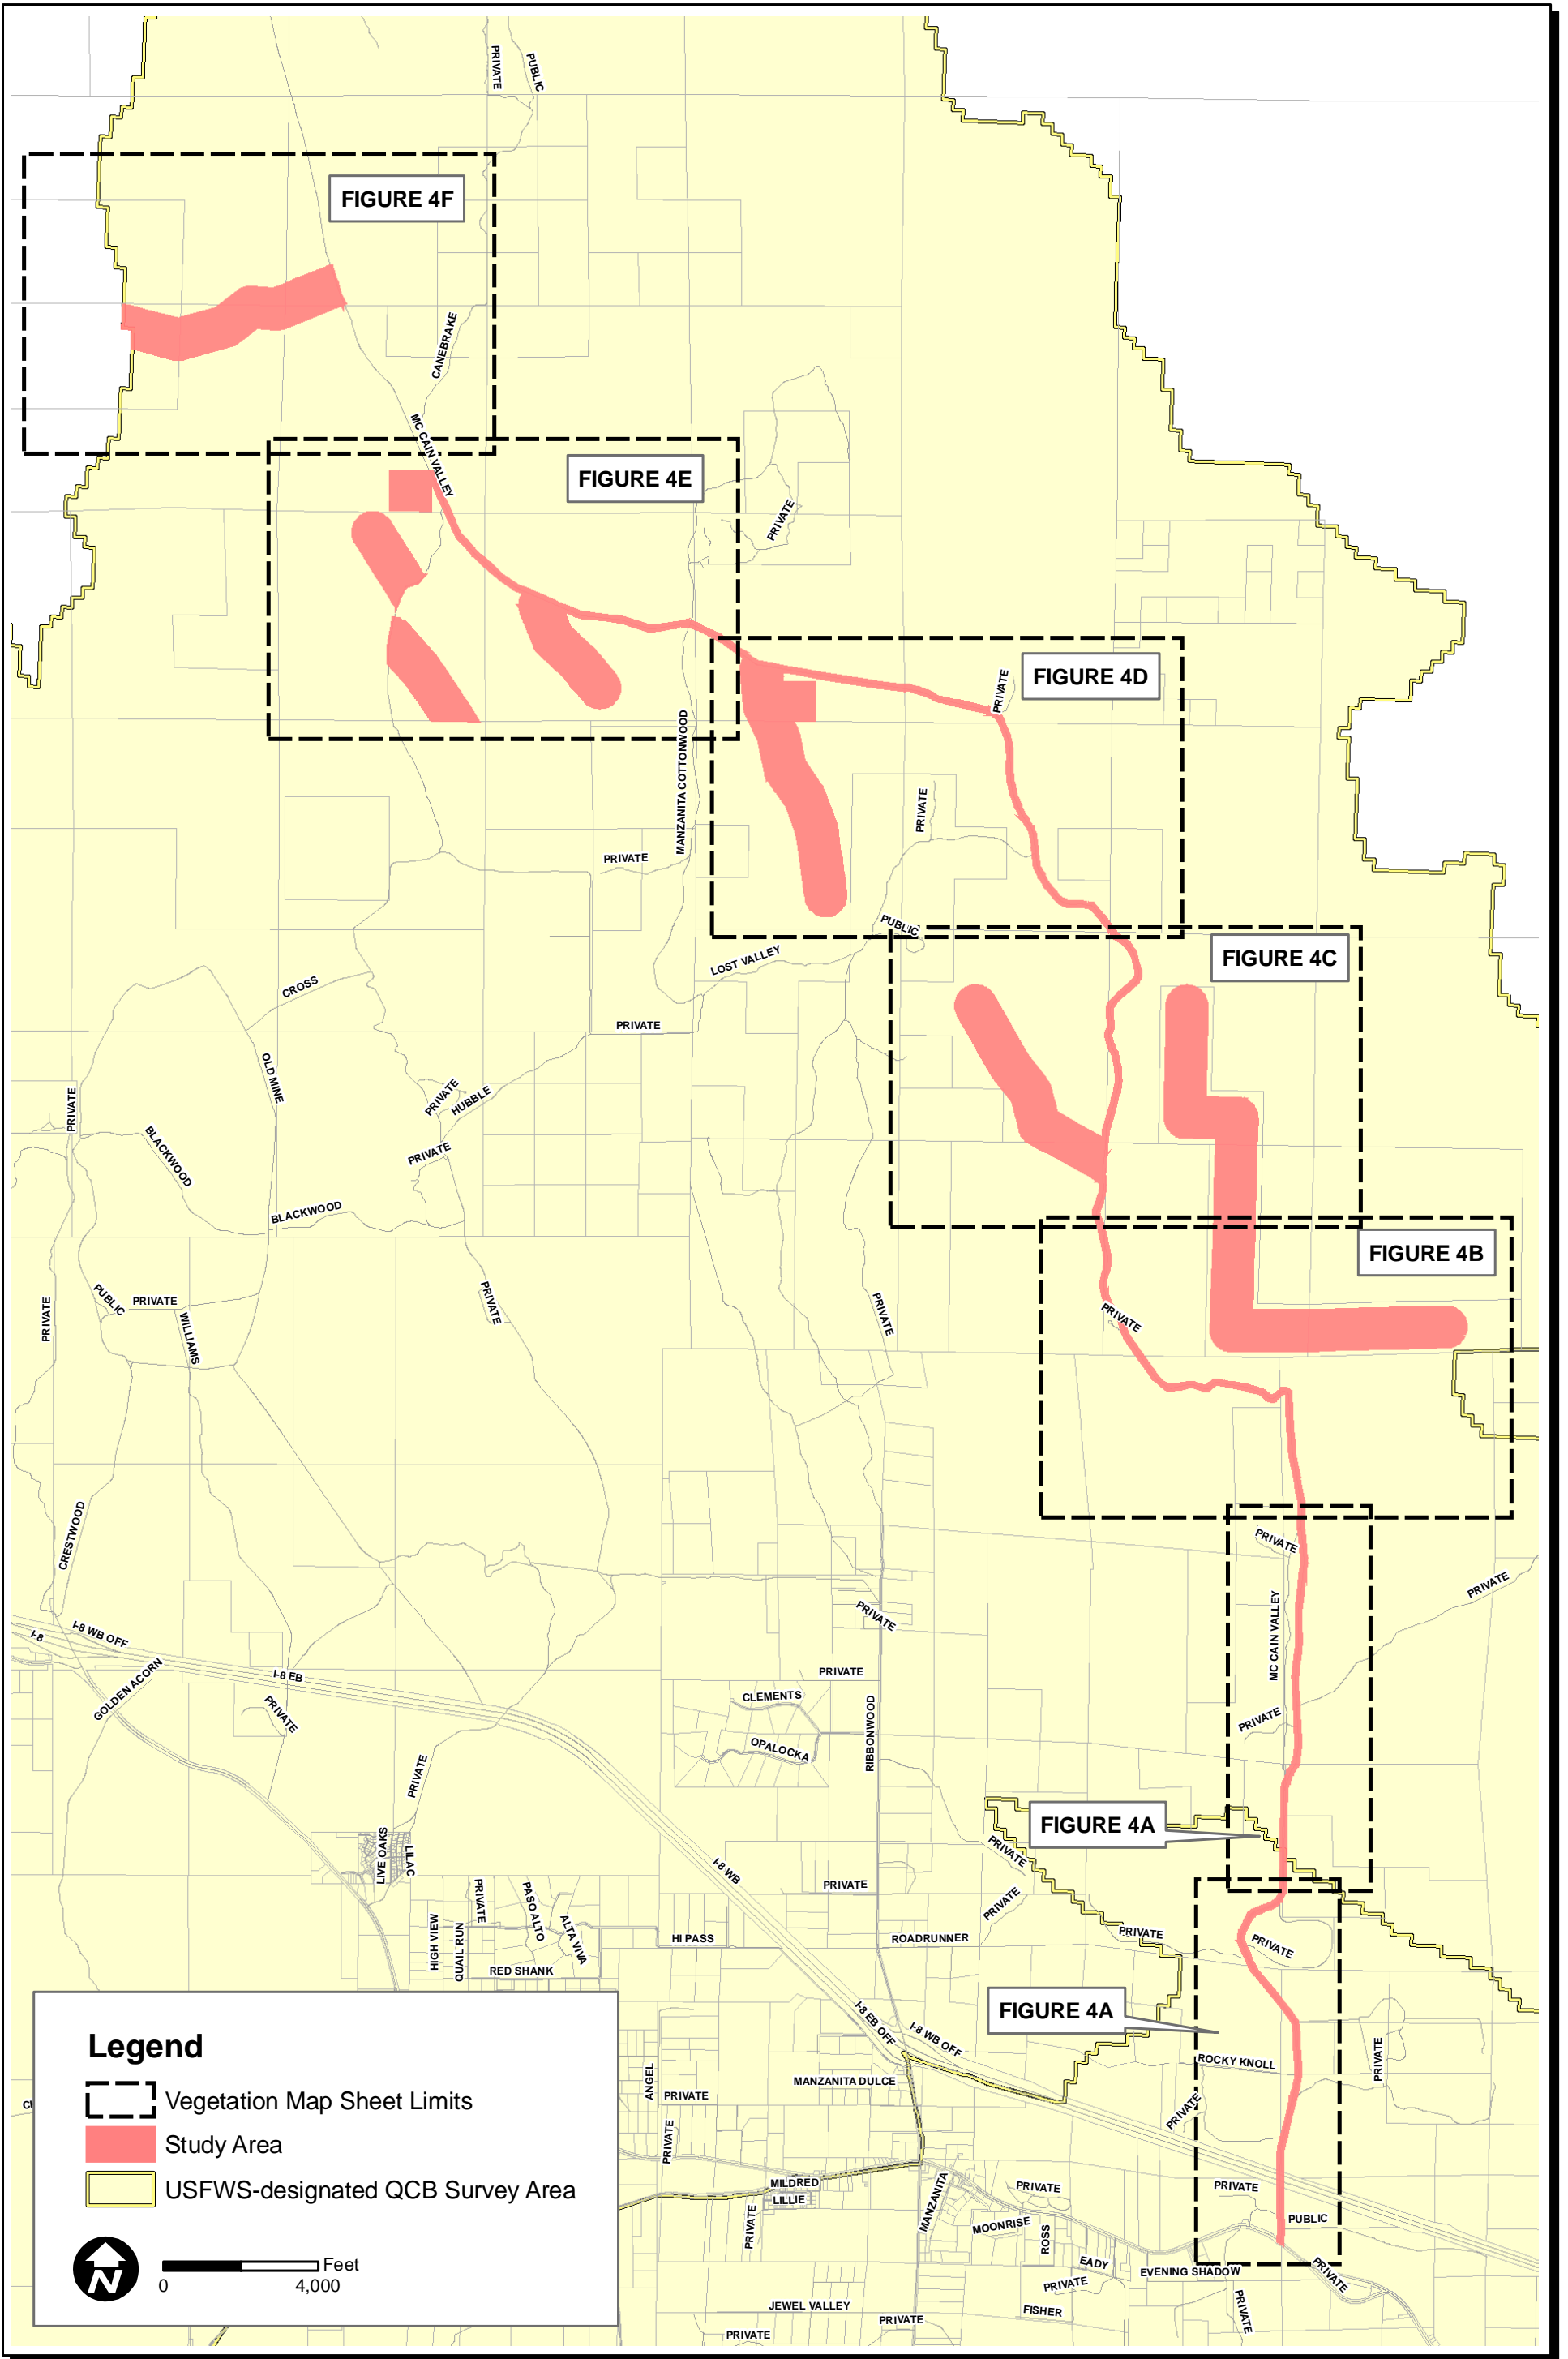 PRIVATE
PUBLIC
FIGURE 4F
CANEBRAKE
MC CAIN VALLEY
FIGURE 4E
PRIVATE
FIGURE 4D
PRIVATE
MANZANITA COTTONWOOD
PRIVATE
PRIVATE
PUBLIC
FIGURE 4C
LOST VALLEY
CROSS
PRIVATE
OLD MINE
PRIVATE
HUBBLE
PRIVATE
BLACKWOOD
PRIVATE
BLACKWOOD
FIGURE 4B
PUBLIC
PRIVATE
PRIVATE
WILLIAMS
PRIVATE
PRIVATE
PRIVATE
CRESTWOOD
PRIVATE
PRIVATE
PRIVATE
MC CAIN VALLEY
I-8
I-8 WB OFF
I-8 EB
GOLDEN ACORN
PRIVATE
PRIVATE
CLEMENTS
OPALOCKA
RIBBONWOOD
PRIVATE
PRIVATE
FIGURE 4A
LIVE OAKS
LILAC
I-8 WB
PRIVATE
PRIVATE
PRIVATE
HIGH VIEW
QUAIL RUN
PRIVATE
PASO ALTO
ALTA VIVA
RED SHANK
HI PASS
ROADRUNNER
PRIVATE
PRIVATE
FIGURE 4A
I-8 EB OFF
I-8 WB OFF
ROCKY KNOLL
PRIVATE
ANGEL
PRIVATE
MANZANITA DULCE
PRIVATE
PRIVATE
MILDRED
LILLIE
PRIVATE
MANZANITA
PRIVATE
MOONRISE
ROSS
EADY
PRIVATE
PRIVATE
PUBLIC
EVENING SHADOW
PRIVATE
PRIVATE
JEWEL VALLEY
PRIVATE
PRIVATE
FISHER
Legend
Vegetation Map Sheet Limits
Study Area
USFWS-designated QCB Survey Area
N
Feet
0 4,000